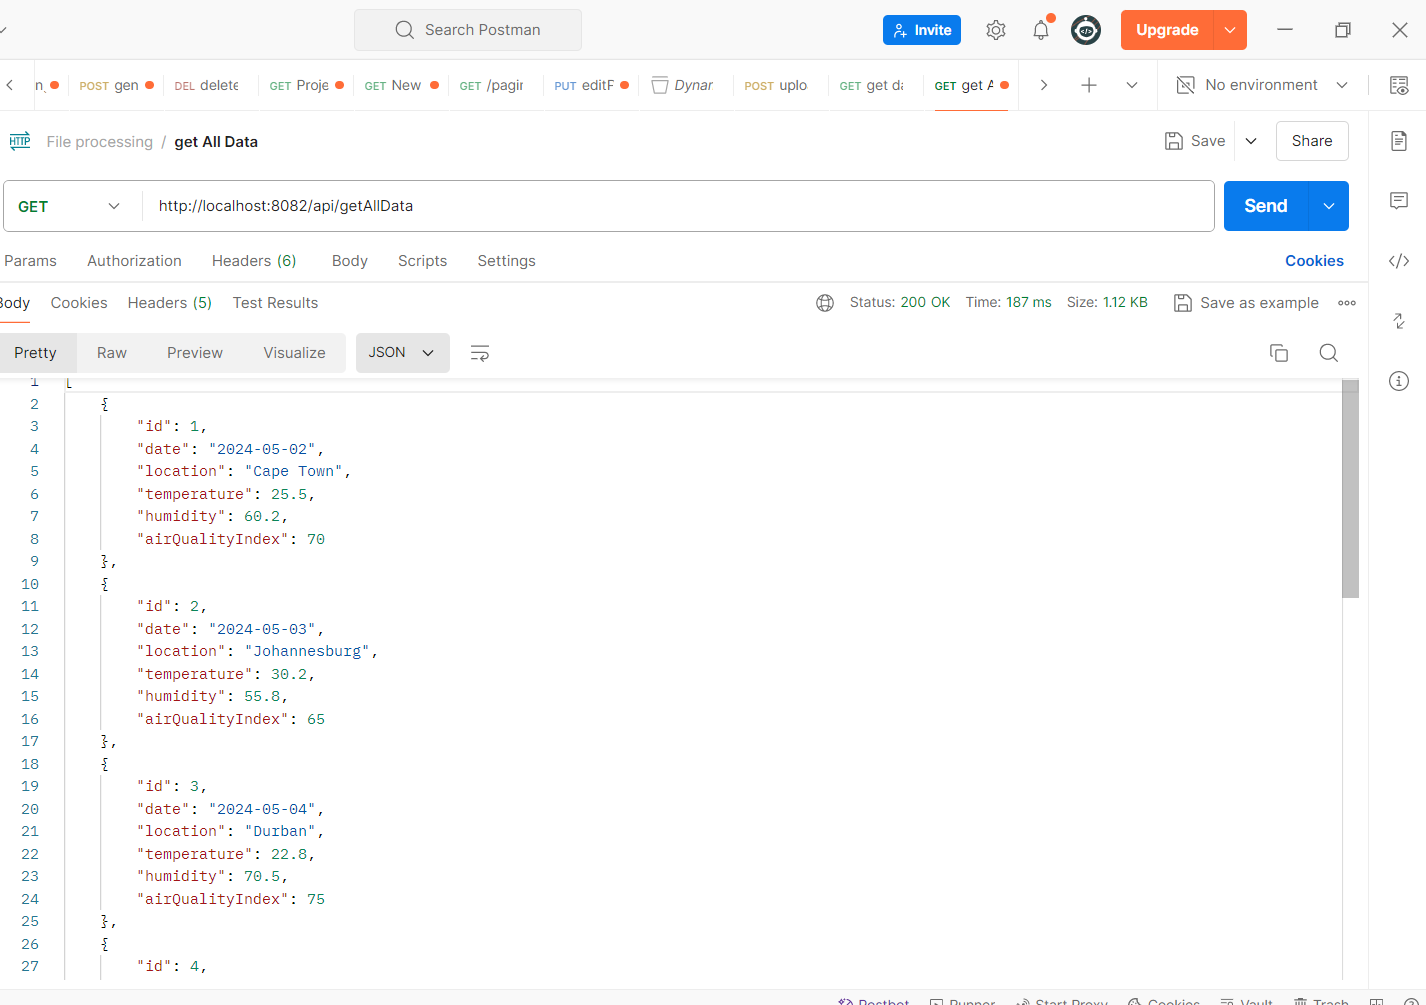 Search Postman
Invite
Upgrade
n,
POST gen
DEL delete
GET Proje
GET New
GET /pagir
PUT editF
Dynar
POST uplo
GET get da
GET get A
No environment
HTTP
File processing / get All Data
Save
Share
GET
http://localhost:8082/api/getAllData
Send
Params
Authorization
Headers (6)
Body
Scripts
Settings
Cookies
Body
Cookies
Headers (5)
Test Results
Status: 200 OK
Time: 187 ms
Size: 1.12 KB
Save as example
Pretty
Raw
Preview
Visualize
JSON
1 [
2 {
3 "id": 1,
4 "date": "2024-05-02",
5 "location": "Cape Town",
6 "temperature": 25.5,
7 "humidity": 60.2,
8 "airQualityIndex": 70
9 },
10 {
11 "id": 2,
12 "date": "2024-05-03",
13 "location": "Johannesburg",
14 "temperature": 30.2,
15 "humidity": 55.8,
16 "airQualityIndex": 65
17 },
18 {
19 "id": 3,
20 "date": "2024-05-04",
21 "location": "Durban",
22 "temperature": 22.8,
23 "humidity": 70.5,
24 "airQualityIndex": 75
25 },
26 {
27 "id": 4,
Postbot
Runner
Start Proxy
Cookies
Vault
Trash